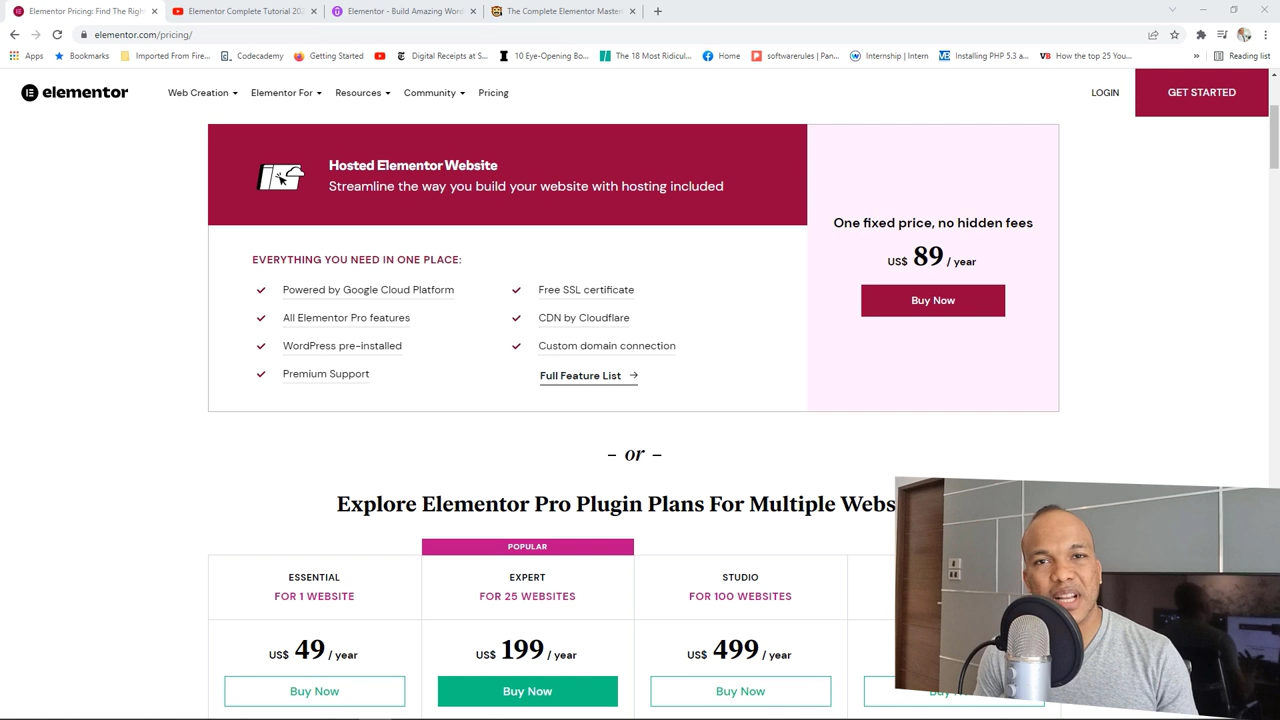 Elementor Pricing: Find The Righ
Elementor Complete Tutorial 202
Elementor - Build Amazing Word
The Complete Elementor Master
elementor.com/pricing/
Apps
Bookmarks
Imported From Fire...
Codecademy
Getting Started
Digital Receipts at S...
10 Eye-Opening Bo...
The 18 Most Ridicul...
Home
softwarerules | Pan...
Internship | Intern
Installing PHP 5.3 a...
How the top 25 You...
»
Reading list
elementor
Web Creation
Elementor For
Resources
Community
Pricing
LOGIN
GET STARTED
Hosted Elementor Website
Streamline the way you build your website with hosting included
EVERYTHING YOU NEED IN ONE PLACE:
Powered by Google Cloud Platform
All Elementor Pro features
WordPress pre-installed
Premium Support
Free SSL certificate
CDN by Cloudflare
Custom domain connection
Full Feature List →
One fixed price, no hidden fees
US$ 89 / year
Buy Now
– or –
Explore Elementor Pro Plugin Plans For Multiple Webs
POPULAR
ESSENTIAL
FOR 1 WEBSITE
US$ 49 / year
Buy Now
EXPERT
FOR 25 WEBSITES
US$ 199 / year
Buy Now
STUDIO
FOR 100 WEBSITES
US$ 499 / year
Buy Now